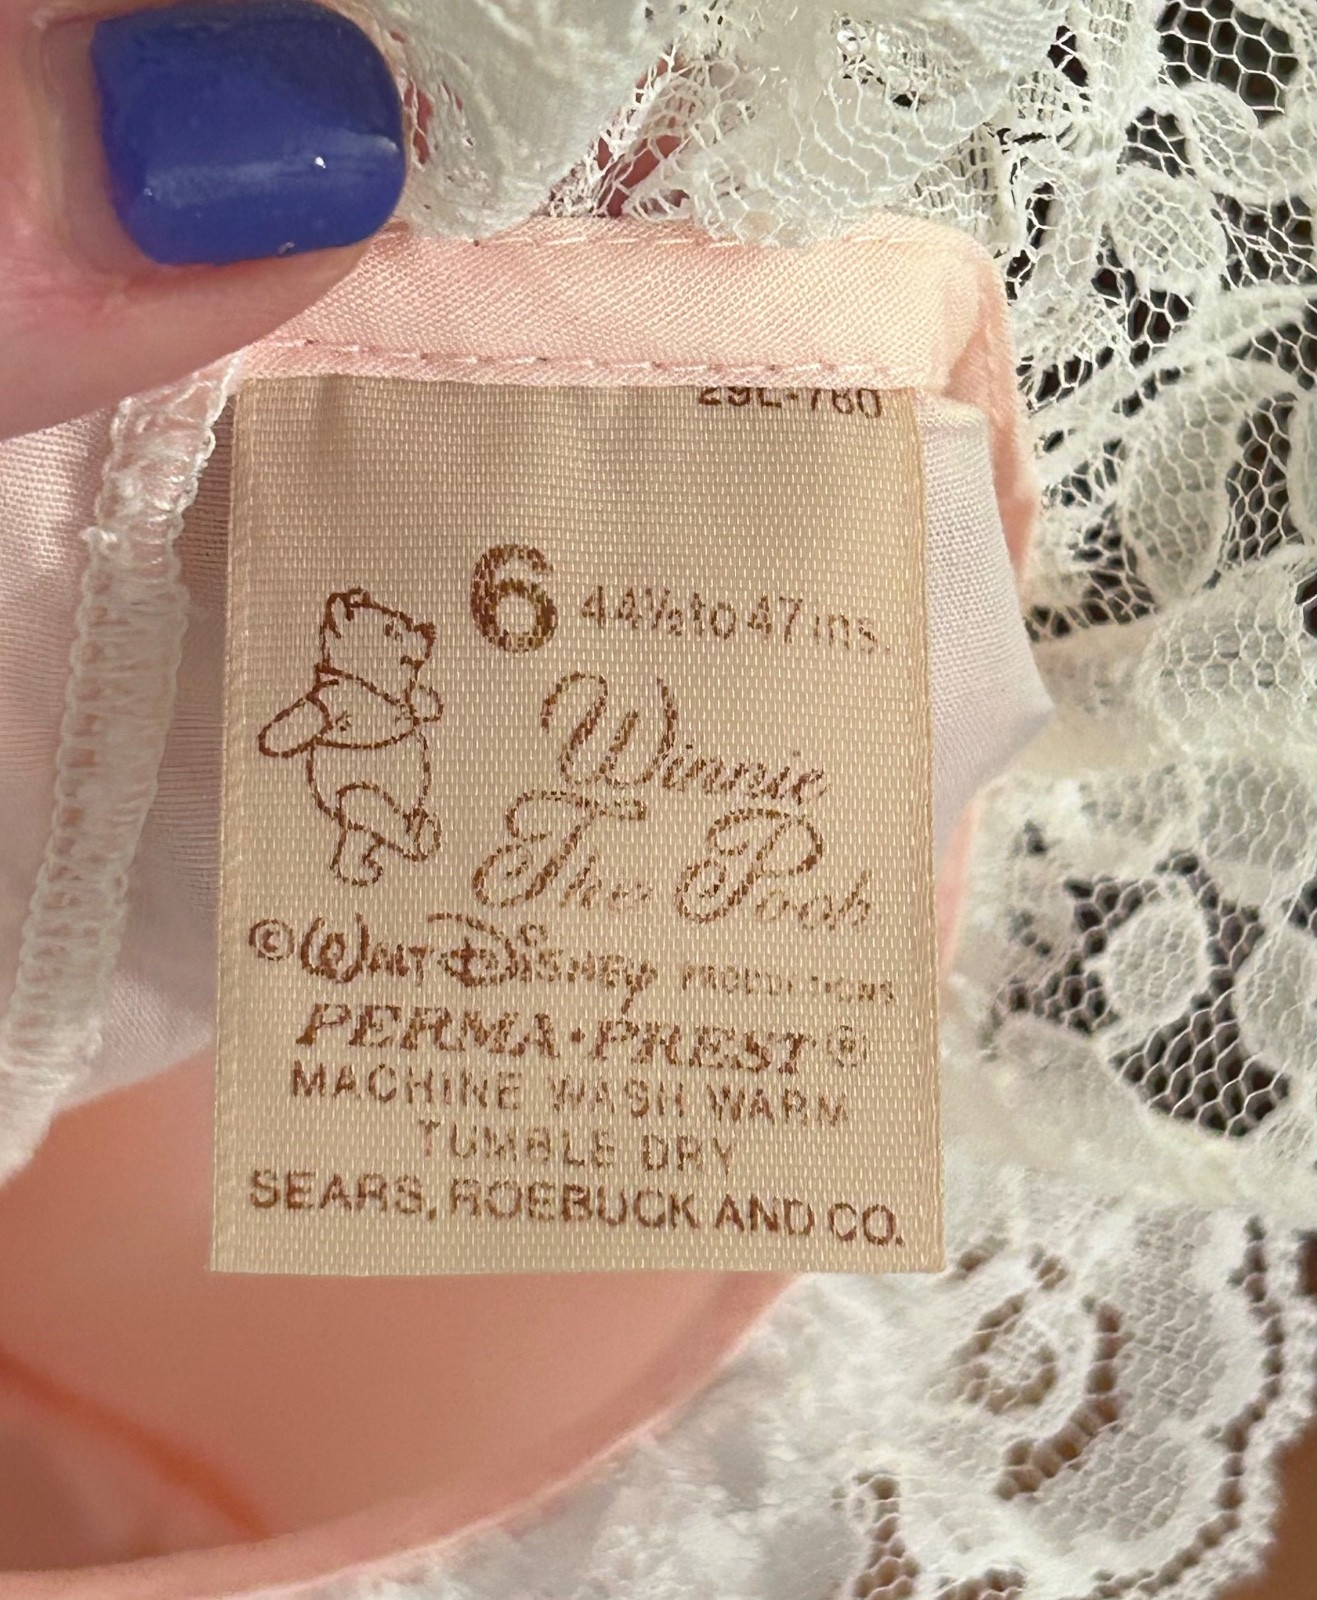 29L-780
6 44½ to 47 ins.
Winnie
The Pooh
© Walt Disney PRODUCTIONS
PERMA·PREST®
MACHINE WASH WARM
TUMBLE DRY
SEARS, ROEBUCK AND CO.